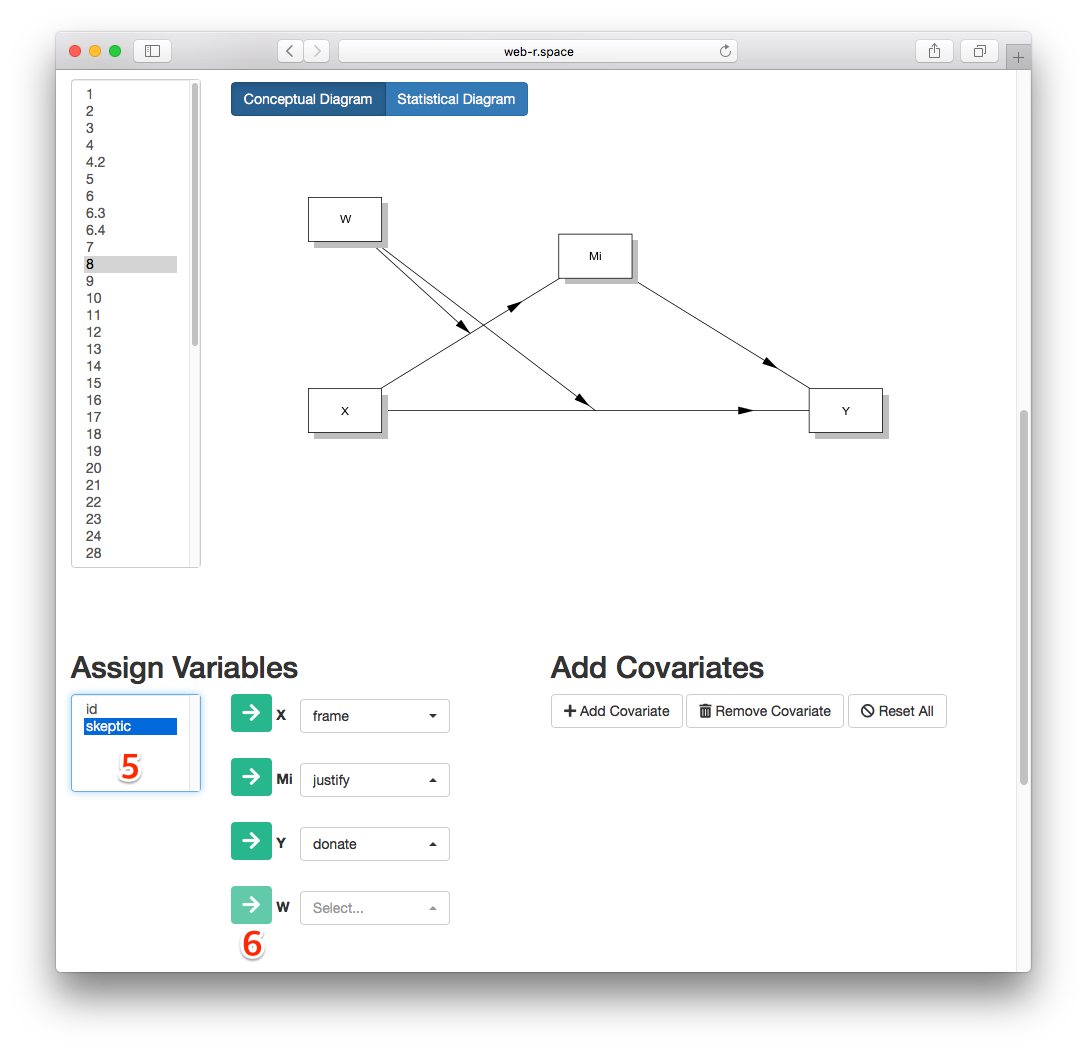 web-r.space
1
2
3
4
4.2
5
6
6.3
6.4
7
8
9
10
11
12
13
14
15
16
17
18
19
20
21
22
23
24
28
Conceptual Diagram Statistical Diagram
W
Mi
X
Y
Assign Variables
id
skeptic
5
X frame
Mi justify
Y donate
W Select...
6
Add Covariates
Add Covariate Remove Covariate Reset All